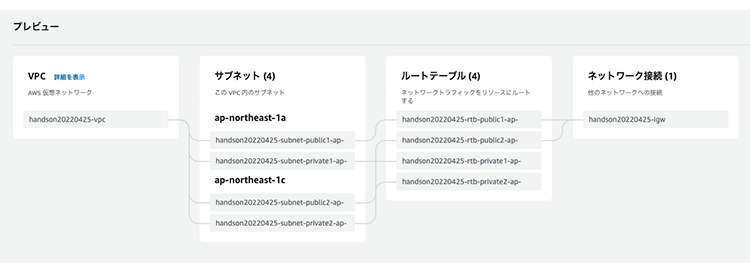 プレビュー
VPC 詳細を表示
AWS 仮想ネットワーク
handson20220425-vpc
サブネット (4)
この VPC 内のサブネット
ap-northeast-1a
handson20220425-subnet-public1-ap-
handson20220425-subnet-private1-ap-
ap-northeast-1c
handson20220425-subnet-public2-ap-
handson20220425-subnet-private2-ap-
ルートテーブル (4)
ネットワークトラフィックをリソースにルート
する
handson20220425-rtb-public1-ap-
handson20220425-rtb-public2-ap-
handson20220425-rtb-private1-ap-
handson20220425-rtb-private2-ap-
ネットワーク接続 (1)
他のネットワークへの接続
handson20220425-igw